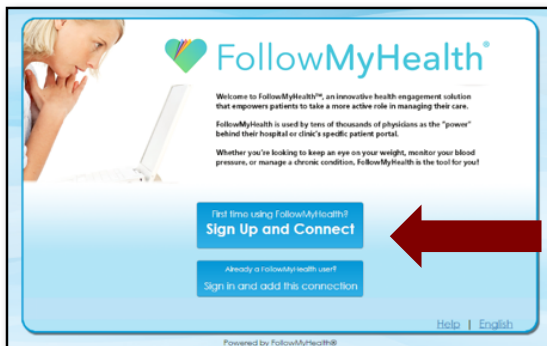 FollowMyHealth®
Welcome to FollowMyHealth™, an innovative health engagement solution
that empowers patients to take a more active role in managing their care.
FollowMyHealth is used by tens of thousands of physicians as the "power"
behind their hospital or clinic's specific patient portal.
Whether you're looking to keep an eye on your weight, monitor your blood
pressure, or manage a chronic condition, FollowMyHealth is the tool for you!
First time using FollowMyHealth?
Sign Up and Connect
Already a FollowMyHealth user?
Sign in and add this connection
Help | English
Powered by FollowMyHealth®